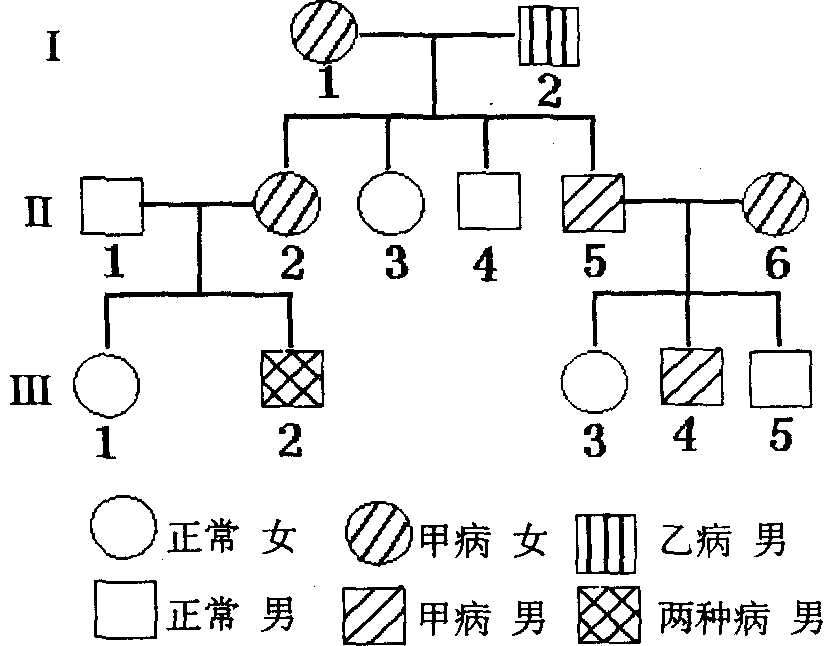 I
1 2
II
1 2 3 4 5 6
III
1 2 3 4 5
正常 女 甲病 女 乙病 男
正常 男 甲病 男 两种病 男